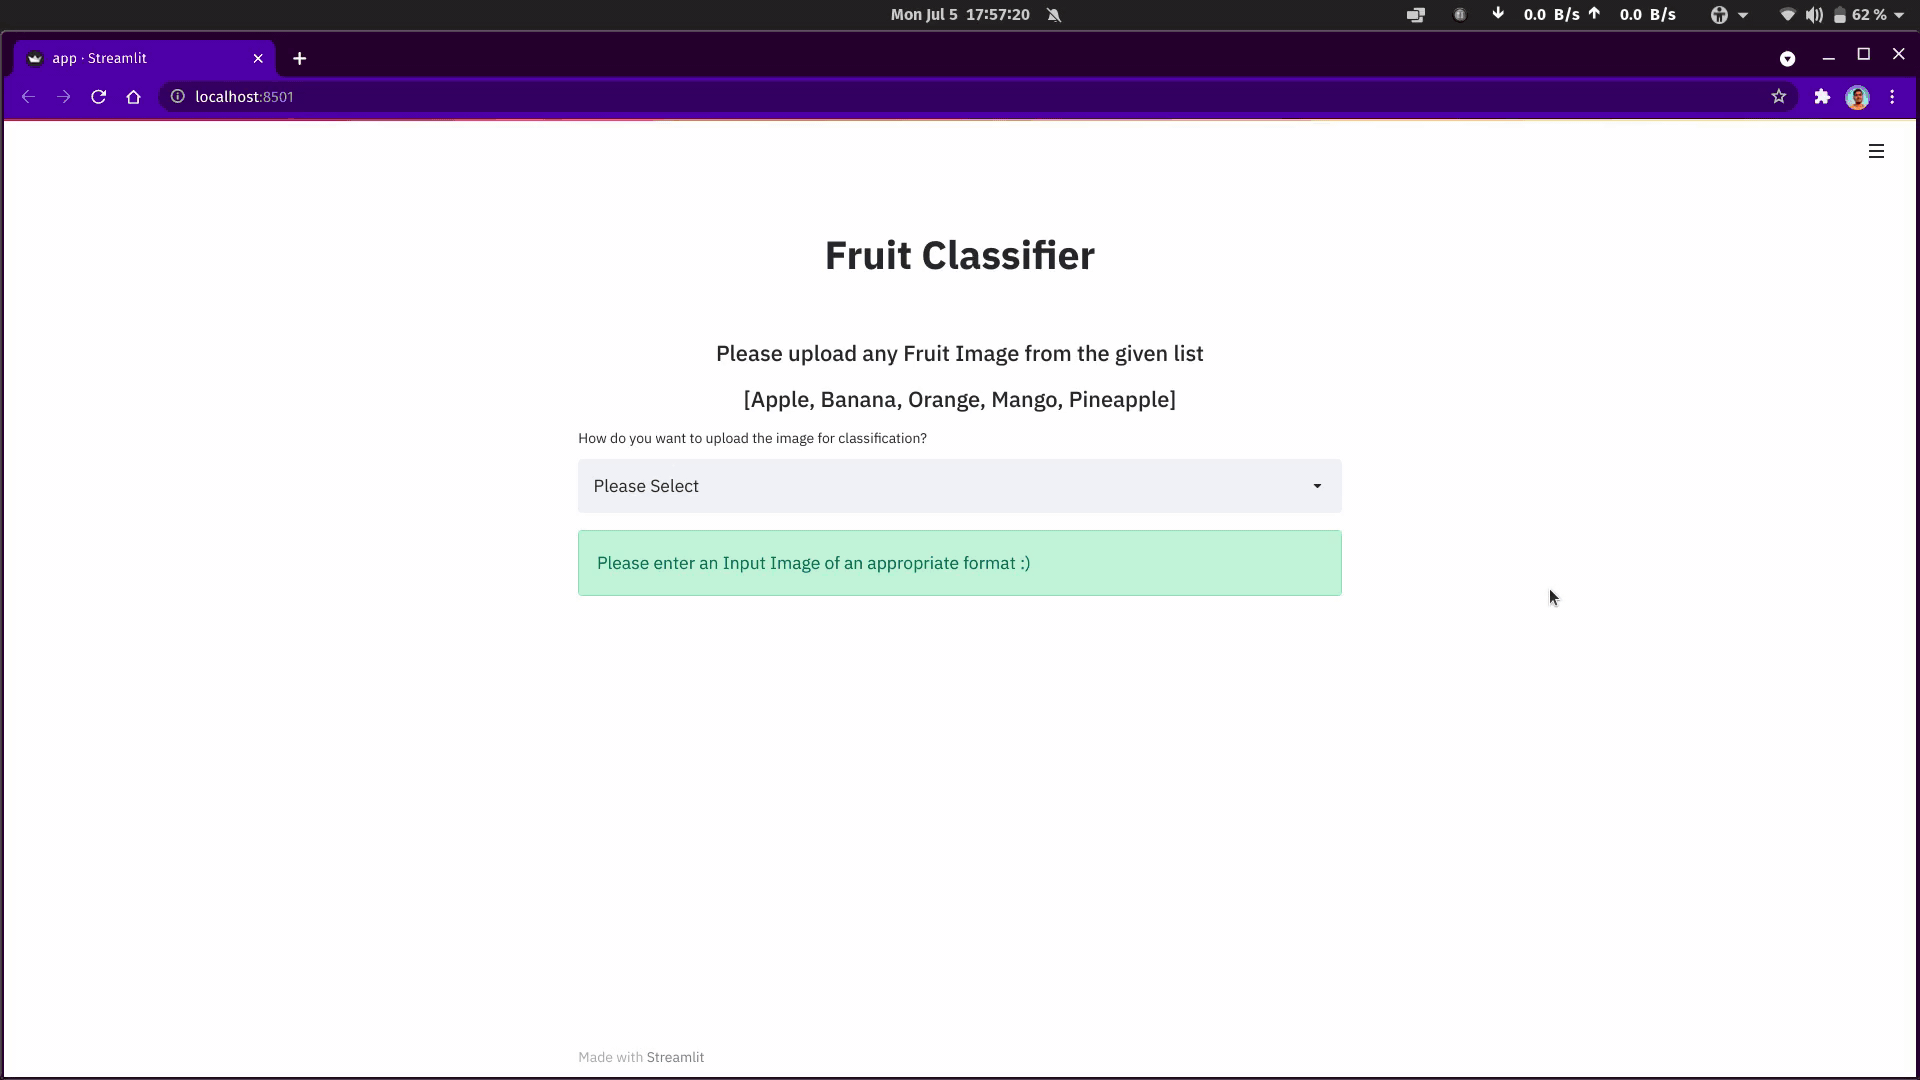 Mon Jul 5 17:57:20
0.0 B/s 0.0 B/s
62 %
app · Streamlit
localhost:8501
Fruit Classifier
Please upload any Fruit Image from the given list
[Apple, Banana, Orange, Mango, Pineapple]
How do you want to upload the image for classification?
Please Select
Please enter an Input Image of an appropriate format :)
Made with Streamlit